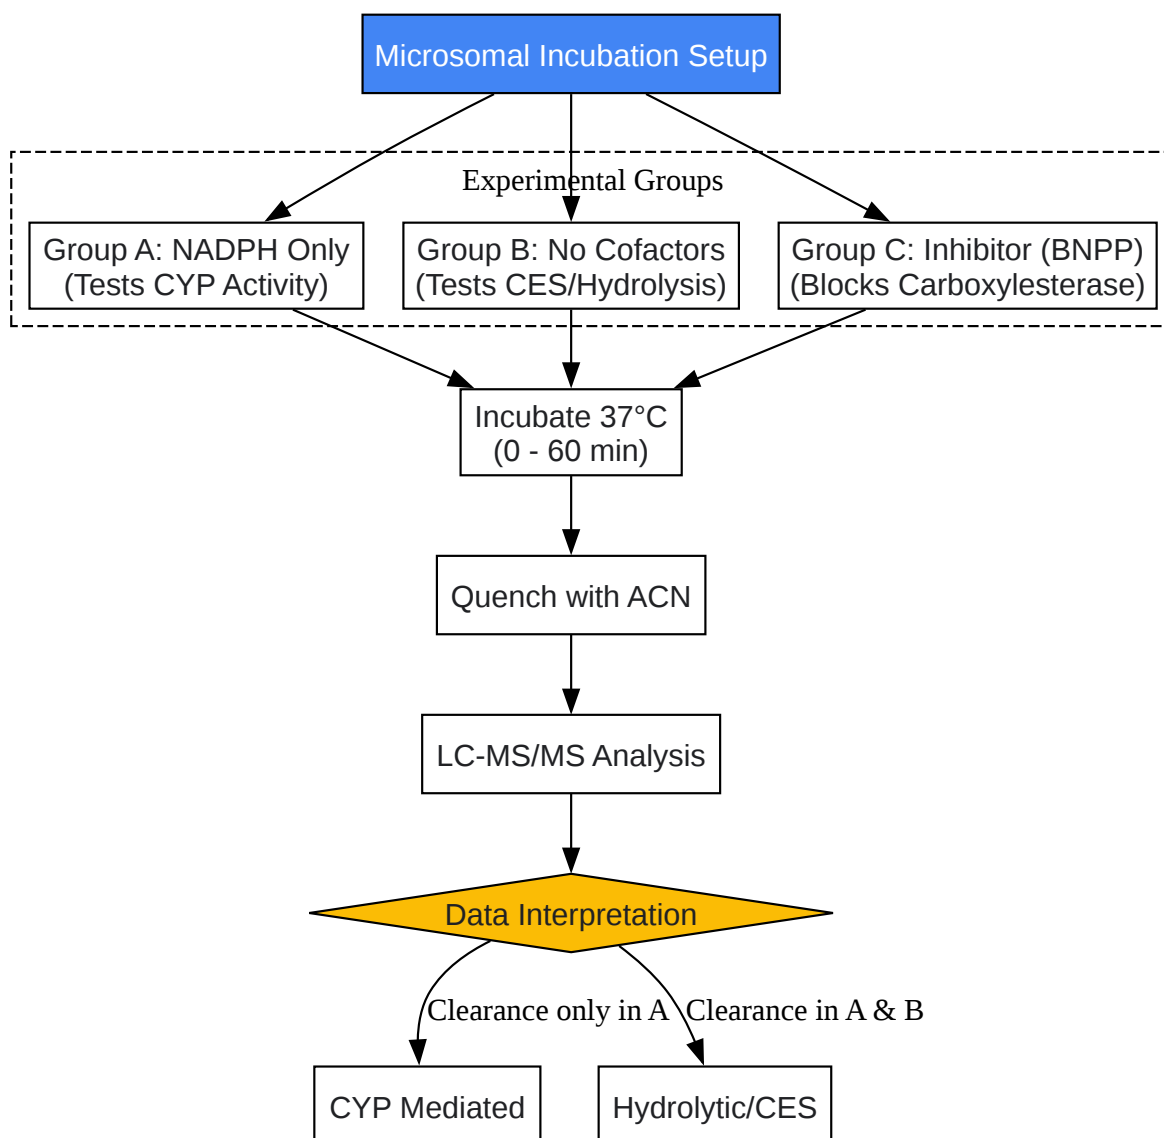 Microsomal Incubation Setup
Experimental Groups
Group A: NADPH Only
(Tests CYP Activity)
Group B: No Cofactors
(Tests CES/Hydrolysis)
Group C: Inhibitor (BNPP)
(Blocks Carboxylesterase)
Incubate 37°C
(0 - 60 min)
Quench with ACN
LC-MS/MS Analysis
Data Interpretation
Clearance only in A
Clearance in A & B
CYP Mediated
Hydrolytic/CES